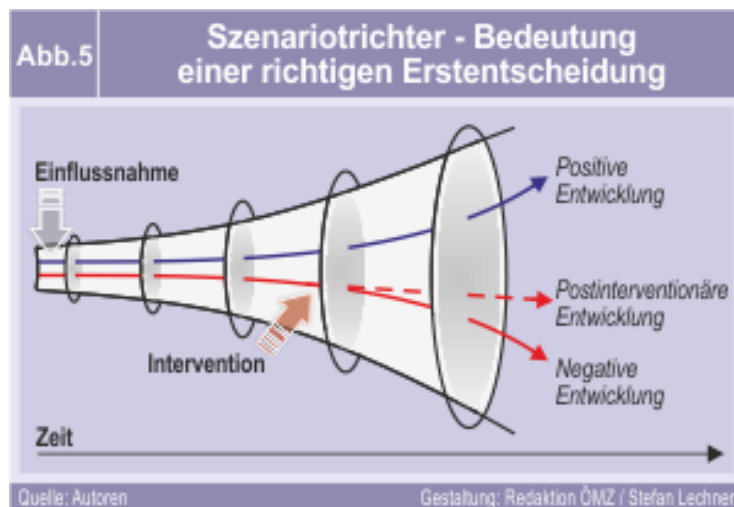 Abb.5
Szenariotrichter - Bedeutung
einer richtigen Erstentscheidung
Einflussnahme
Positive
Entwicklung
Postinterventionäre
Entwicklung
Intervention
Negative
Entwicklung
Zeit
Quelle: Autoren
Gestaltung: Redaktion ÖMZ / Stefan Lechner